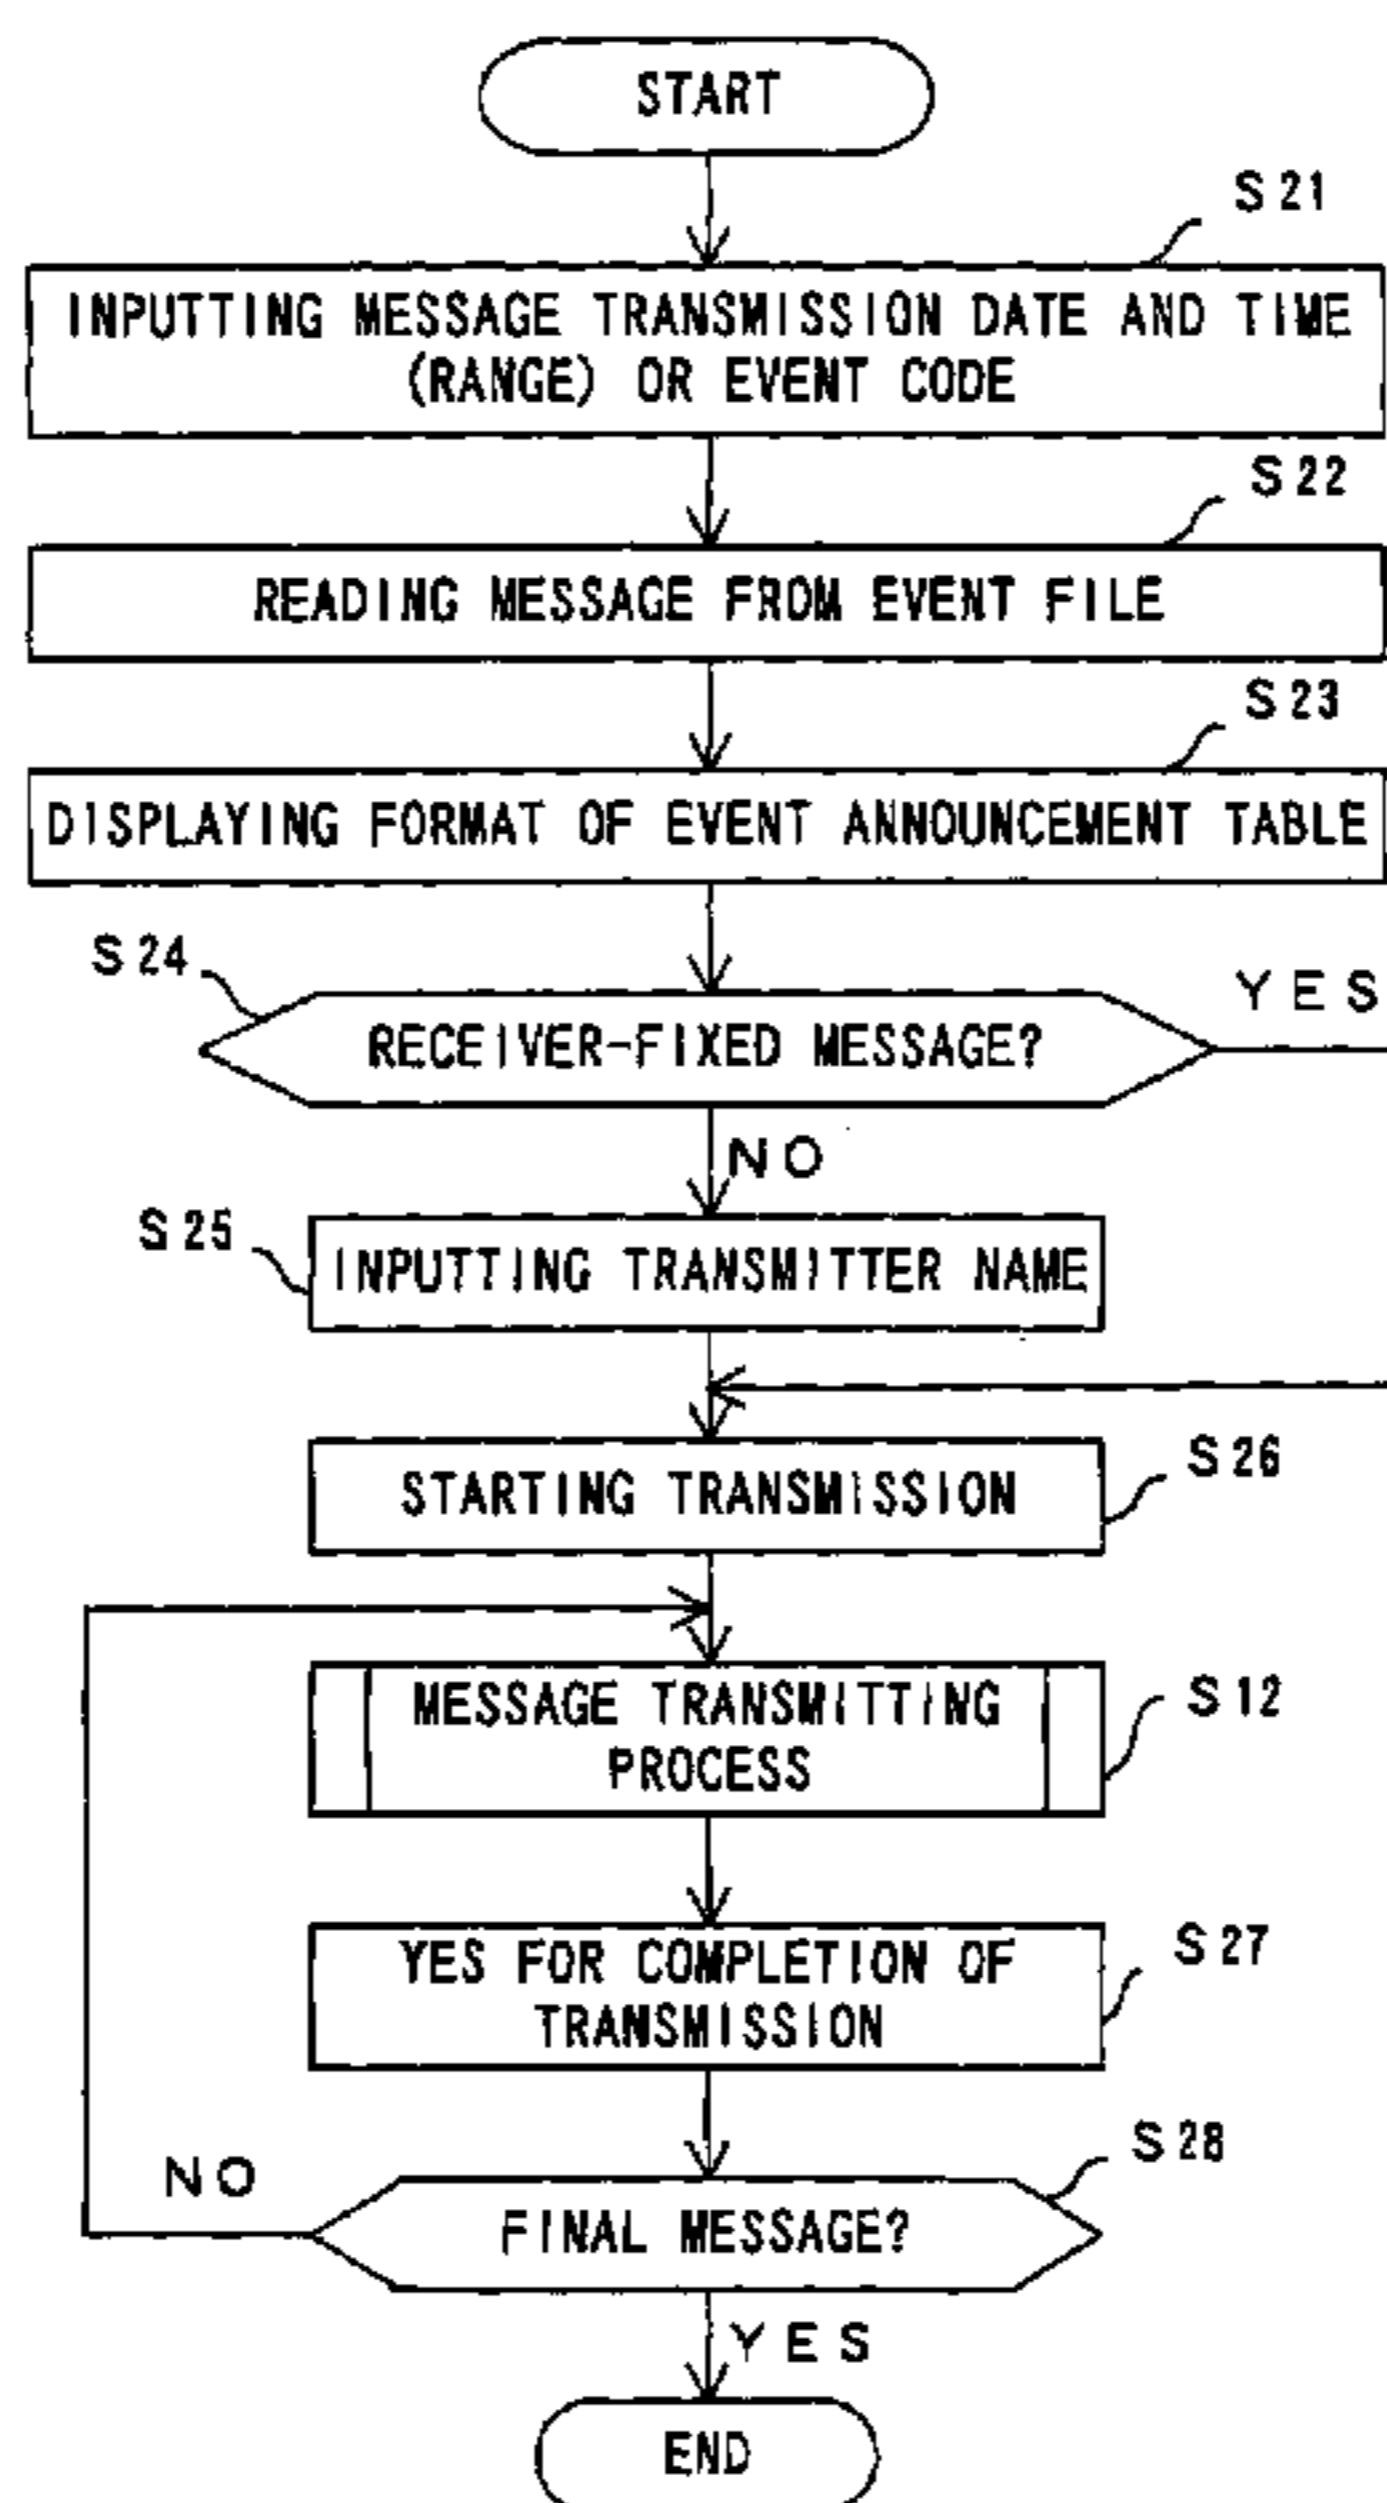 START
S21
INPUTTING MESSAGE TRANSMISSION DATE AND TIME
(RANGE) OR EVENT CODE
S22
READING MESSAGE FROM EVENT FILE
S23
DISPLAYING FORMAT OF EVENT ANNOUNCEMENT TABLE
S24
YES
RECEIVER-FIXED MESSAGE?
NO
S25
INPUTTING TRANSMITTER NAME
S26
STARTING TRANSMISSION
S12
MESSAGE TRANSMITTING
PROCESS
S27
YES FOR COMPLETION OF
TRANSMISSION
S28
NO
FINAL MESSAGE?
YES
END